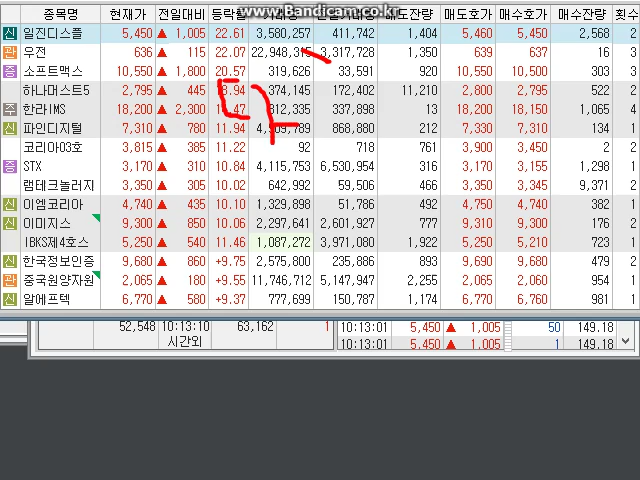 www.Bandicam.co.kr
종목명 현재가 전일대비 등락률 매도잔량 매도호가 매수호가 매수잔량 횟수
신 일진디스플 5,450 ▲ 1,005 22.61 3,580,257 411,742 1,404 5,460 5,450 2,568 2
관 우전 636 ▲ 115 22.07 22,948,315 3,317,728 1,350 639 637 16 3
증 소프트맥스 10,550 ▲ 1,800 20.57 319,626 33,591 920 10,550 10,500 303 3
하나머스트5 2,795 ▲ 445 18.94 374,145 172,402 11,210 2,800 2,795 522 2
주 한라IMS 18,200 ▲ 2,300 312,335 337,898 13 18,200 18,150 1,065 4
신 파인디지털 7,310 ▲ 780 11.94 4,909,789 868,880 212 7,330 7,310 134 1
코리아03호 3,815 ▲ 385 11.22 92 718 761 3,940 3,450 2 2
증 STX 3,170 ▲ 310 10.84 4,115,753 6,530,954 316 3,170 3,155 1,298 1
램테크놀러지 3,350 ▲ 305 10.02 642,992 59,506 466 3,350 3,345 9,371 2
신 이엠코리아 4,740 ▲ 435 10.10 1,329,898 51,786 492 4,750 4,740 382 1
신 이미지스 9,300 ▲ 850 10.06 2,297,641 2,601,927 777 9,310 9,300 176 2
IBKS제4호스 5,250 ▲ 540 11.46 1,087,272 3,971,080 1,922 5,250 5,210 723 1
신 한국정보인증 9,680 ▲ 860 +9.75 2,575,800 235,886 893 9,690 9,680 479 2
관 중국원양자원 2,065 ▲ 180 +9.55 11,746,712 5,147,947 2,255 2,065 2,060 954 1
신 알에프텍 6,770 ▲ 580 +9.37 777,699 150,787 1,174 6,770 6,760 981 1
52,548 10:13:10 63,162 1 10:13:01 5,450 ▲ 1,005 50 149.18
시간외 10:13:01 5,450 ▲ 1,005 1 149.18